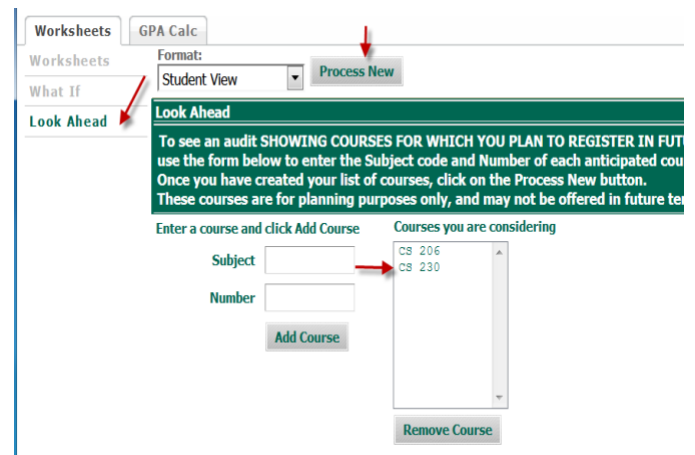 Worksheets GPA Calc
Worksheets
What If
Look Ahead
Format:
Student View
Process New
Look Ahead
To see an audit SHOWING COURSES FOR WHICH YOU PLAN TO REGISTER IN
use the form below to enter the Subject code and Number of each anticipated
Once you have created your list of courses, click on the Process New button.
These courses are for planning purposes only, and may not be offered in future
Enter a course and click Add Course
Subject
Number
Add Course
Courses you are considering
CS 206
CS 230
Remove Course